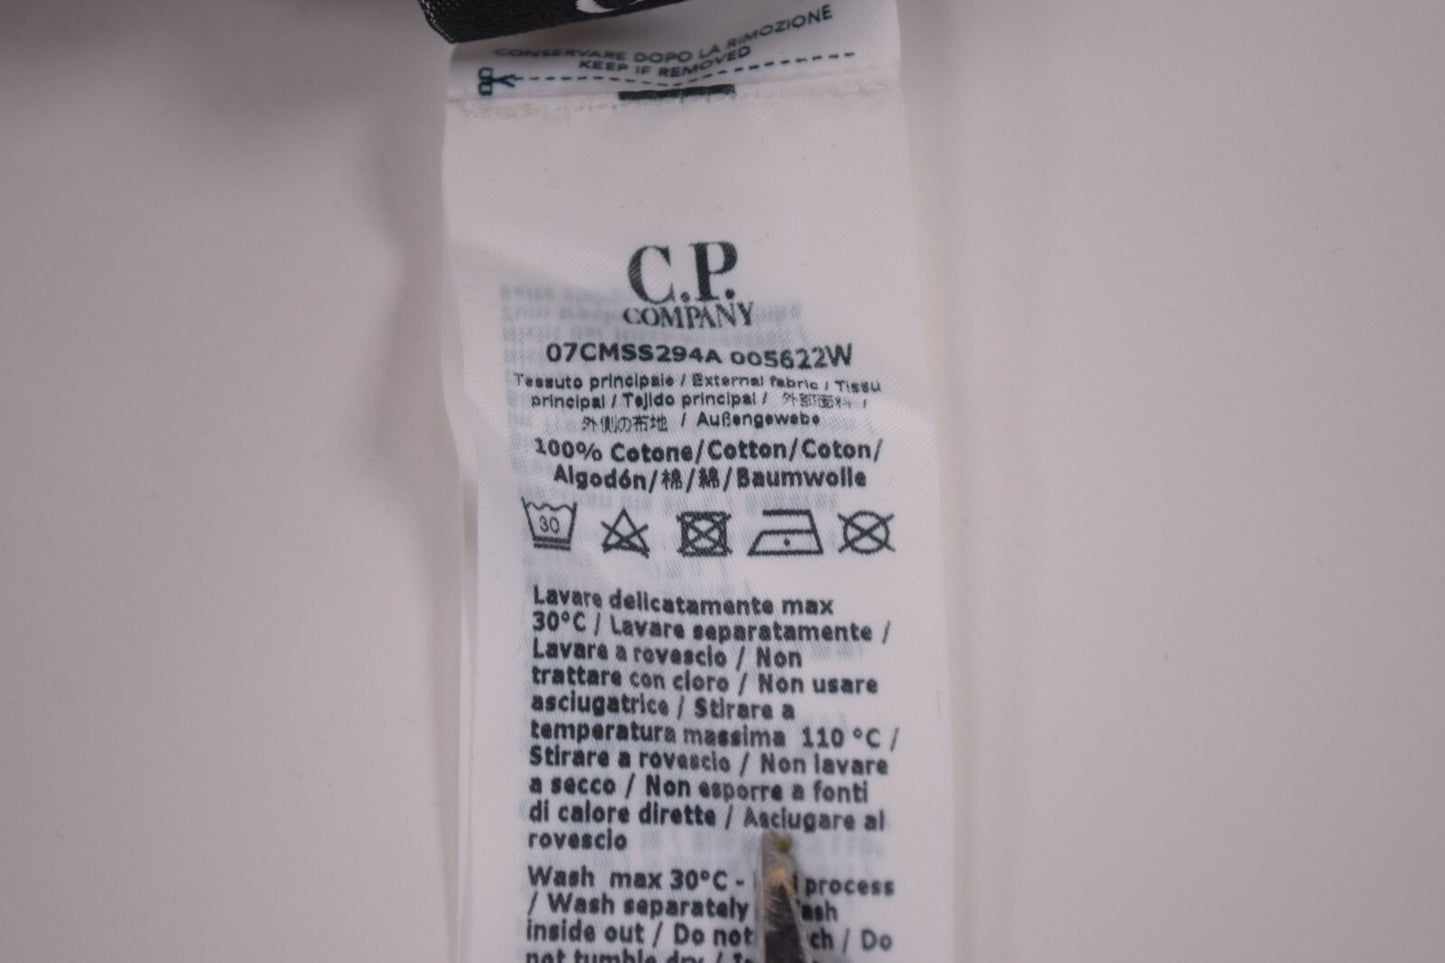 CONSERVARE DOPO LA RIMOZIONE
KEEP IF REMOVED
C.P.
COMPANY
07CMSS294A 005622W
Tessuto principale / External fabric / Tissu
principal / Tejido principal / 外部面料 /
外側の布地 / Außengewebe
100% Cotone/Cotton/Coton/
Algodón/棉/綿/Baumwolle
30
Lavare delicatamente max
30°C / Lavare separatamente /
Lavare a rovescio / Non
trattare con cloro / Non usare
asciugatrice / Stirare a
temperatura massima 110 °C /
Stirare a rovescio / Non lavare
a secco / Non esporre a fonti
di calore dirette / Asciugare al
rovescio
Wash max 30°C - process
/ Wash separately
inside out / Do not / Do
not tumble dry /